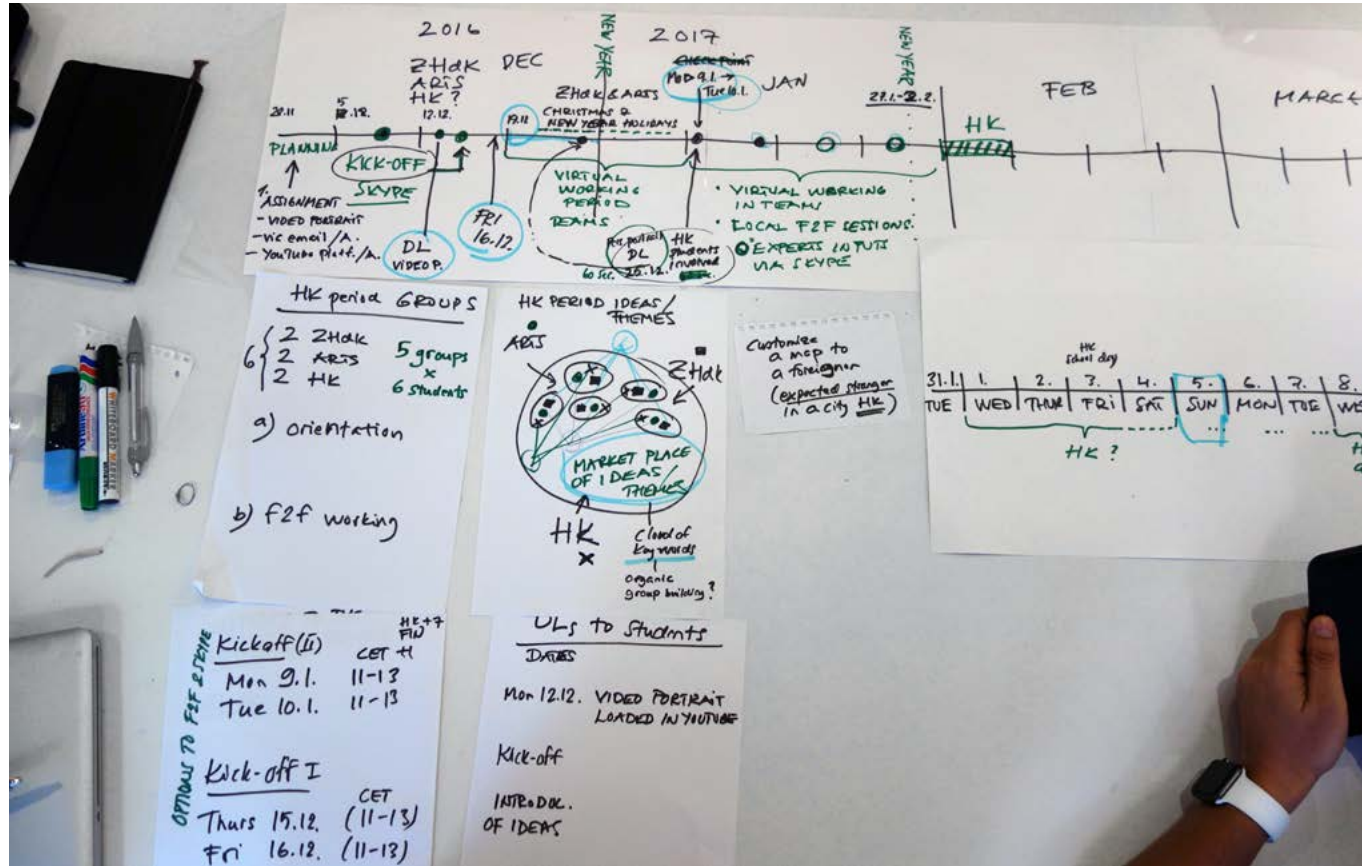 2016
2017
NEW YEAR
NEW YEAR
ZHdK
ARTS
HK ?
DEC
CHECK POINT
MOD 9.1. →
Tue 10.1.
JAN
FEB
MARCH
28.11
5
.12.
12.12.
19.12
ZHdK & ARTS
CHRISTMAS &
NEW YEAR HOLIDAYS
27.1.-2.2.
HK
PLANNING
KICK-OFF
SKYPE
1.
ASSIGNMENT
- VIDEO PORTRAIT
- via email /A.
- YouTube platf. /A.
DL
VIDEO P.
FRI
16.12.
VIRTUAL
WORKING
PERIOD
TEAMS
60 sec.
DL
25.12.
HK
students
involved
• VIRTUAL WORKING
IN TEAMS
• LOCAL F2F SESSIONS.
EXPERTS INPUTS
VIA SKYPE
HK period GROUPS
6 { 2 ZHdK
2 ARTS
2 HK
5 groups
x
6 students
a) orientation
b) f2f working
HK PERIOD IDEAS/
THEMES
ARTS
ZHdK
MARKET PLACE
OF IDEAS/
THEMES
HK
x
cloud of
key words
organic
group building?
Customize
a map to
a foreigner
(expected stranger
in a city HK)
HK
school day
31.1. 1. 2. 3. 4. 5. 6. 7. 8.
TUE WED THUR FRI SAT SUN MON TUE WE
HK ?
OPTIONS TO F2F & SKYPE
HK+7
FIN
Kickoff (II) CET +1
Mon 9.1. 11-13
Tue 10.1. 11-13
Kick-off I
CET
Thurs 15.12. (11-13)
Fri 16.12. (11-13)
DLs to students
DATES
Mon 12.12. VIDEO PORTRAIT
LOADED IN YOUTUBE
Kick-off
INTRODUC.
OF IDEAS